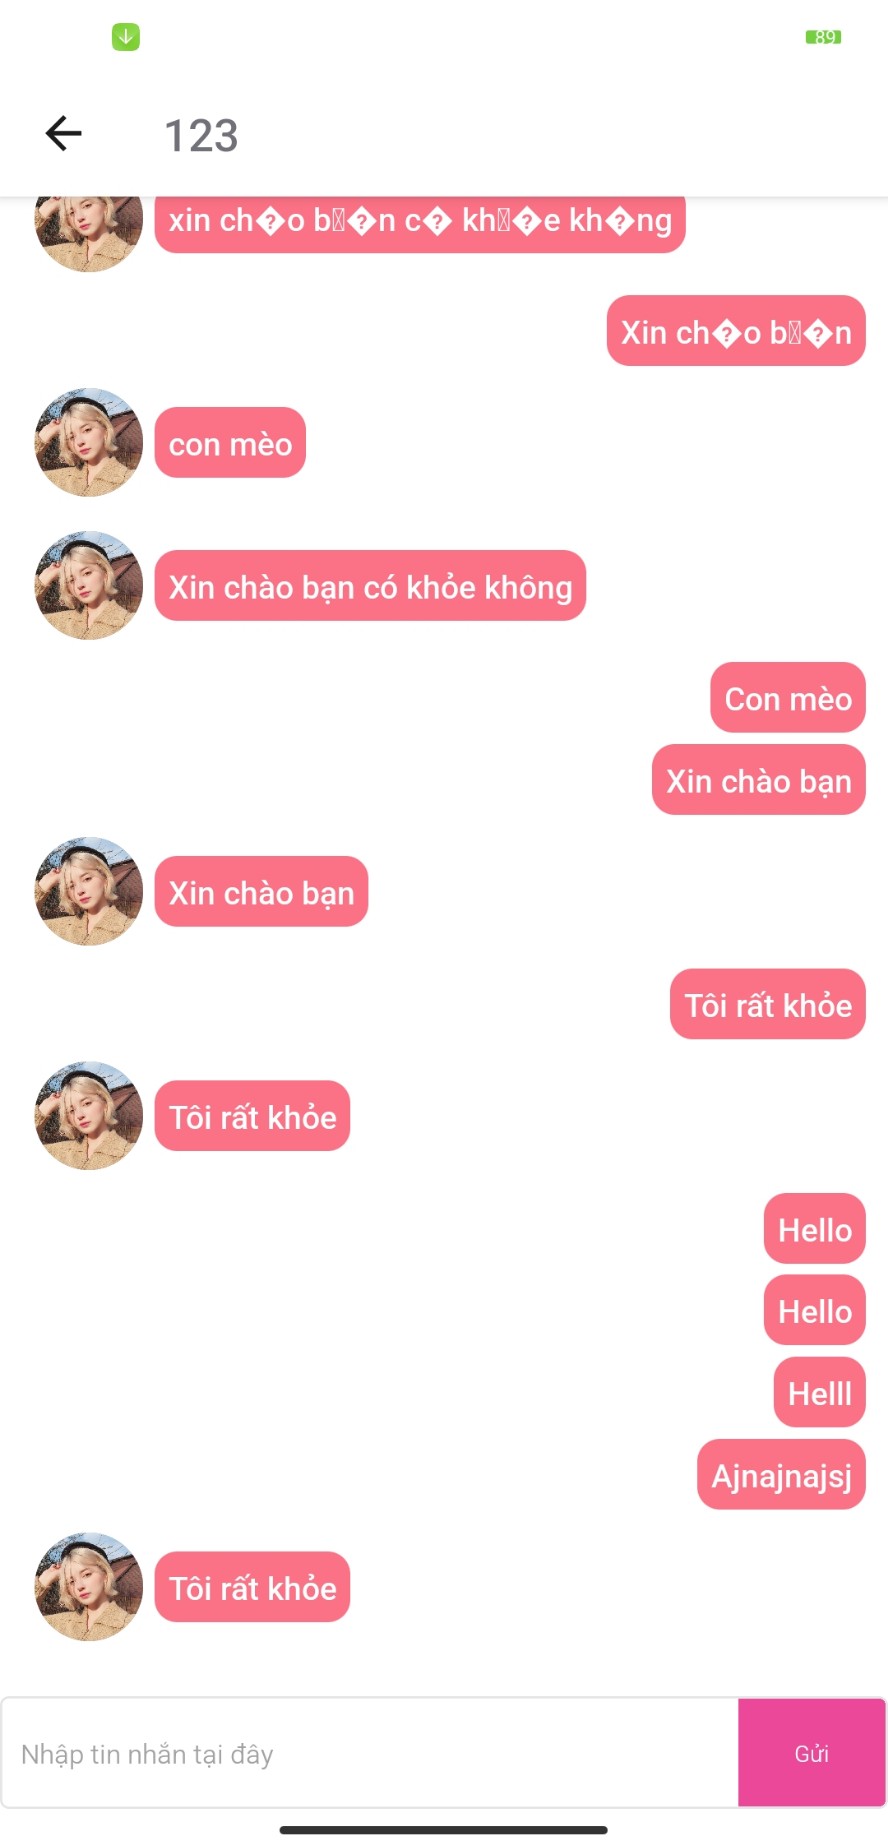 89
123
xin ch�o b�n c� kh�e kh�ng
Xin ch�o b�n
con mèo
Xin chào bạn có khỏe không
Con mèo
Xin chào bạn
Xin chào bạn
Tôi rất khỏe
Tôi rất khỏe
Hello
Hello
Helll
Ajnajnajsj
Tôi rất khỏe
Nhập tin nhắn tại đây
Gửi